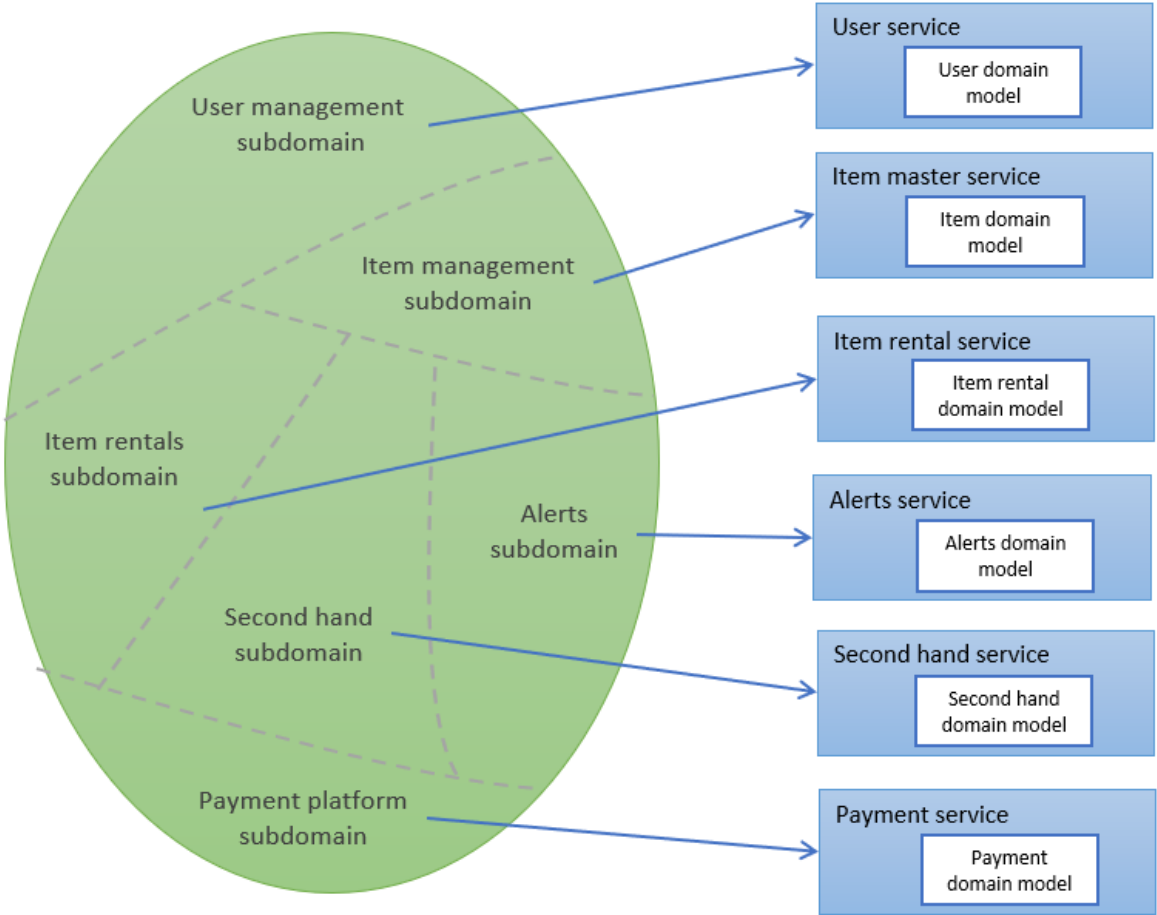 User management
subdomain
Item management
subdomain
Item rentals
subdomain
Alerts
subdomain
Second hand
subdomain
Payment platform
subdomain
User service
User domain
model
Item master service
Item domain
model
Item rental service
Item rental
domain model
Alerts service
Alerts domain
model
Second hand service
Second hand
domain model
Payment service
Payment
domain model